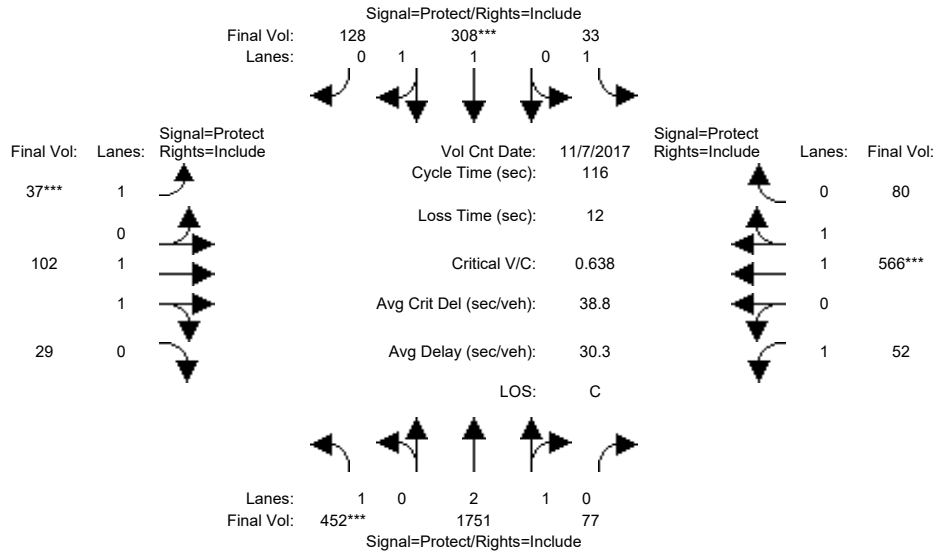 Signal=Protect/Rights=Include
Final Vol: 128 308*** 33
Lanes: 0 1 1 0 1
Signal=Protect
Final Vol: Lanes: Rights=Include
Vol Cnt Date: 11/7/2017
Signal=Protect
Rights=Include Lanes: Final Vol:
Cycle Time (sec): 116
37*** 1
0 80
Loss Time (sec): 12
0
1
102 1
Critical V/C: 0.638
1 566***
1
Avg Crit Del (sec/veh): 38.8
0
29 0
Avg Delay (sec/veh): 30.3
1 52
LOS: C
Lanes: 1 0 2 1 0
Final Vol: 452*** 1751 77
Signal=Protect/Rights=Include